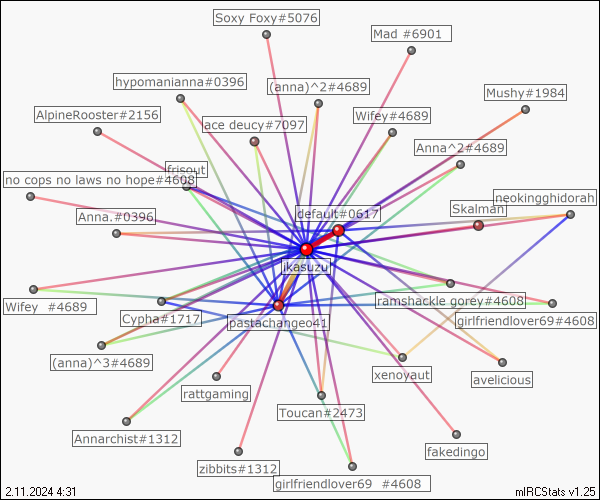 Soxy Foxy#5076
Mad #6901
hypomanianna#0396
(anna)^2#4689
Mushy#1984
AlpineRooster#2156
ace deucy#7097
Wifey#4689
Anna^2#4689
frisout
no cops no laws no hope#4608
neokingghidorah
default#0617
Skalman
Anna.#0396
jkasuzu
Wifey #4689
Cypha#1717
pastachangeo41
ramshackle gorey#4608
girlfriendlover69#4608
(anna)^3#4689
rattgaming
xenoyaut
avelicious
Toucan#2473
Annarchist#1312
fakedingo
zibbits#1312
girlfriendlover69 #4608
2.11.2024 4:31
mIRCStats v1.25